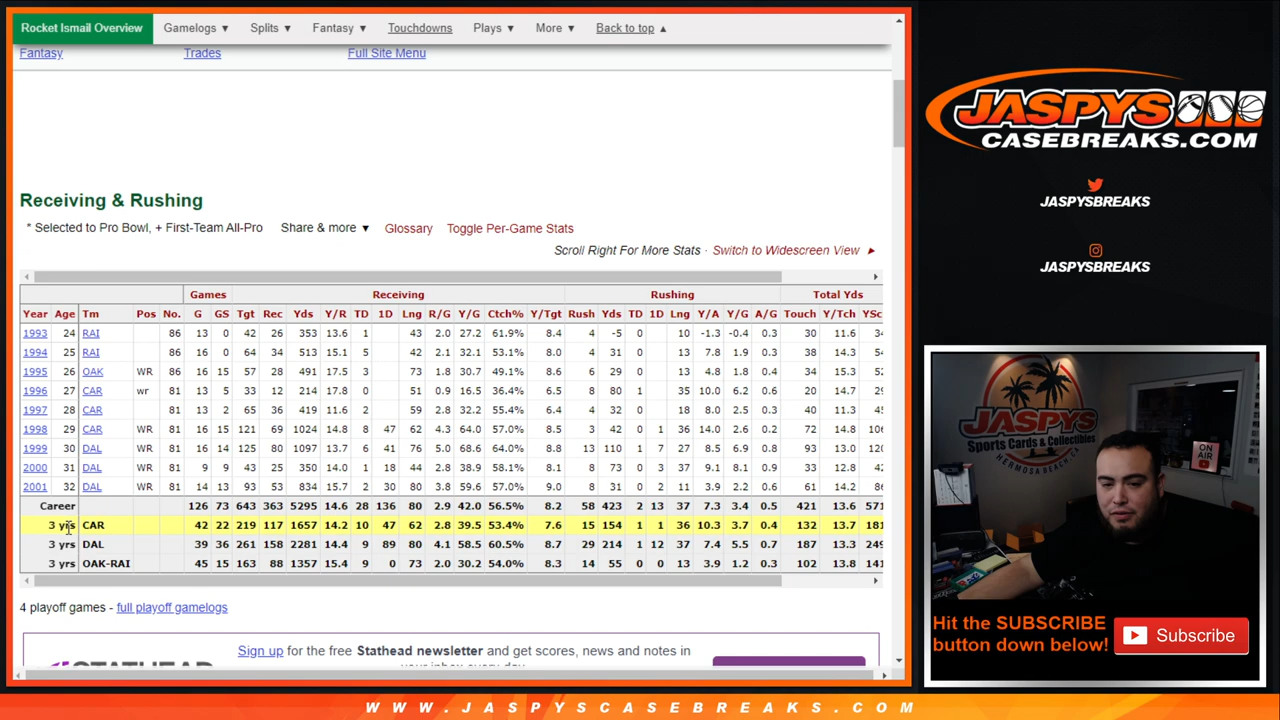 Rocket Ismail Overview Gamelogs ▼ Splits ▼ Fantasy ▼ Touchdowns Plays ▼ More ▼ Back to top ▲
Fantasy Trades Full Site Menu
Receiving & Rushing
* Selected to Pro Bowl, + First-Team All-Pro Share & more ▼ Glossary Toggle Per-Game Stats
Scroll Right For More Stats · Switch to Widescreen View ►
Games Receiving Rushing Total Yds
Year Age Tm Pos No. G GS Tgt Rec Yds Y/R TD 1D Lng R/G Y/G Ctch% Y/Tgt Rush Yds TD 1D Lng Y/A Y/G A/G Touch Y/Tch YSc
1993 24 RAI 86 13 0 42 26 353 13.6 1 43 2.0 27.2 61.9% 8.4 4 -5 0 10 -1.3 -0.4 0.3 30 11.6 34
1994 25 RAI 86 16 0 64 34 513 15.1 5 42 2.1 32.1 53.1% 8.0 4 31 0 13 7.8 1.9 0.3 38 14.3 54
1995 26 OAK WR 86 16 15 57 28 491 17.5 3 73 1.8 30.7 49.1% 8.6 6 29 0 13 4.8 1.8 0.4 34 15.3 52
1996 27 CAR wr 81 13 5 33 12 214 17.8 0 51 0.9 16.5 36.4% 6.5 8 80 1 35 10.0 6.2 0.6 20 14.7 29
1997 28 CAR 81 13 2 65 36 419 11.6 2 59 2.8 32.2 55.4% 6.4 4 32 0 18 8.0 2.5 0.3 40 11.3 45
1998 29 CAR WR 81 16 15 121 69 1024 14.8 8 47 62 4.3 64.0 57.0% 8.5 3 42 0 1 36 14.0 2.6 0.2 72 14.8 106
1999 30 DAL WR 81 16 14 125 80 1097 13.7 6 41 76 5.0 68.6 64.0% 8.8 13 110 1 7 27 8.5 6.9 0.8 93 13.0 120
2000 31 DAL WR 81 9 9 43 25 350 14.0 1 18 44 2.8 38.9 58.1% 8.1 8 73 0 3 37 9.1 8.1 0.9 33 12.8 42
2001 32 DAL WR 81 14 13 93 53 834 15.7 2 30 80 3.8 59.6 57.0% 9.0 8 31 0 2 11 3.9 2.2 0.6 61 14.2 86
Career 126 73 643 363 5295 14.6 28 136 80 2.9 42.0 56.5% 8.2 58 423 2 13 37 7.3 3.4 0.5 421 13.6 571
3 yrs CAR 42 22 219 117 1657 14.2 10 47 62 2.8 39.5 53.4% 7.6 15 154 1 1 36 10.3 3.7 0.4 132 13.7 181
3 yrs DAL 39 36 261 158 2281 14.4 9 89 80 4.1 58.5 60.5% 8.7 29 214 1 12 37 7.4 5.5 0.7 187 13.3 249
3 yrs OAK-RAI 45 15 163 88 1357 15.4 9 0 73 2.0 30.2 54.0% 8.3 14 55 0 0 13 3.9 1.2 0.3 102 13.8 141
4 playoff games - full playoff gamelogs
Sign up for the free Stathead newsletter and get scores, news and notes in
JASPYS
CASEBREAKS.COM
JASPYSBREAKS
JASPYSBREAKS
JASPYS
Sports Cards & Collectibles
HERMOSA BEACH, CA
ON AIR
Hit the SUBSCRIBE
button down below!
Subscribe
WWW.JASPYSCASEBREAKS.COM